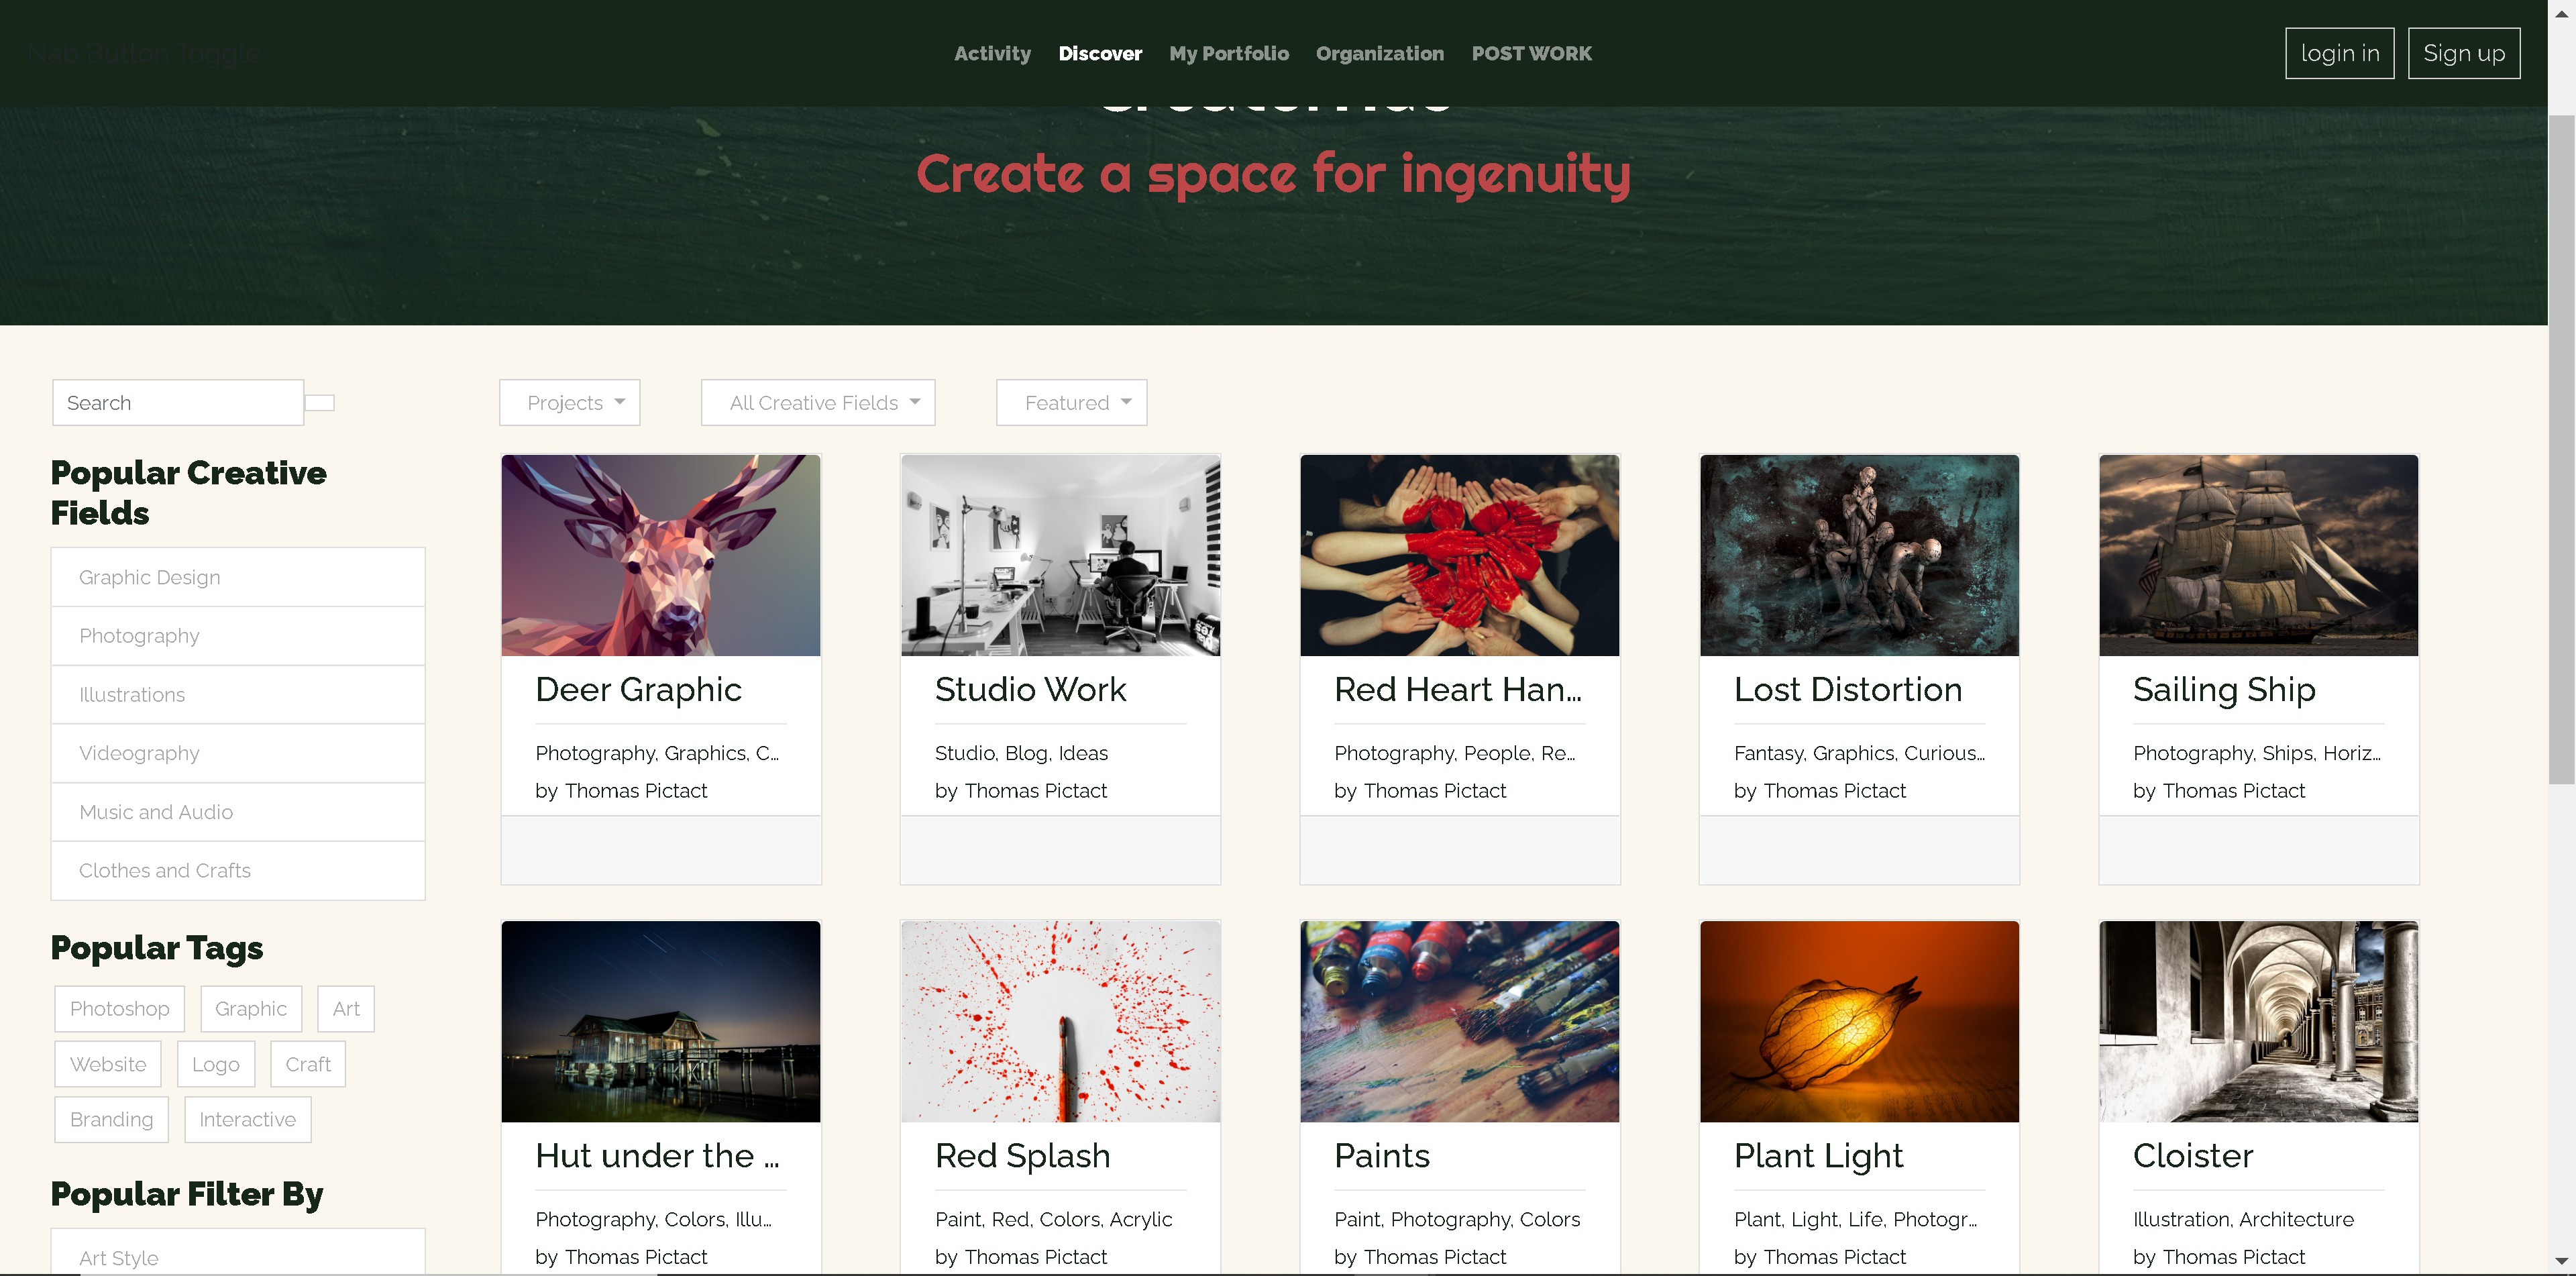 Nab Button Toggle
Activity Discover My Portfolio Organization POST WORK
login in Sign up
Create a space for ingenuity
Search
Projects All Creative Fields Featured
Popular Creative
Fields
Graphic Design
Photography
Illustrations
Videography
Music and Audio
Clothes and Crafts
Popular Tags
Photoshop Graphic Art
Website Logo Craft
Branding Interactive
Popular Filter By
Art Style
Deer Graphic
Photography, Graphics, C...
by Thomas Pictact
Studio Work
Studio, Blog, Ideas
by Thomas Pictact
Red Heart Han...
Photography, People, Re...
by Thomas Pictact
Lost Distortion
Fantasy, Graphics, Curious...
by Thomas Pictact
Sailing Ship
Photography, Ships, Horiz...
by Thomas Pictact
Hut under the ...
Photography, Colors, Illu...
by Thomas Pictact
Red Splash
Paint, Red, Colors, Acrylic
by Thomas Pictact
Paints
Paint, Photography, Colors
by Thomas Pictact
Plant Light
Plant, Light, Life, Photogr...
by Thomas Pictact
Cloister
Illustration, Architecture
by Thomas Pictact